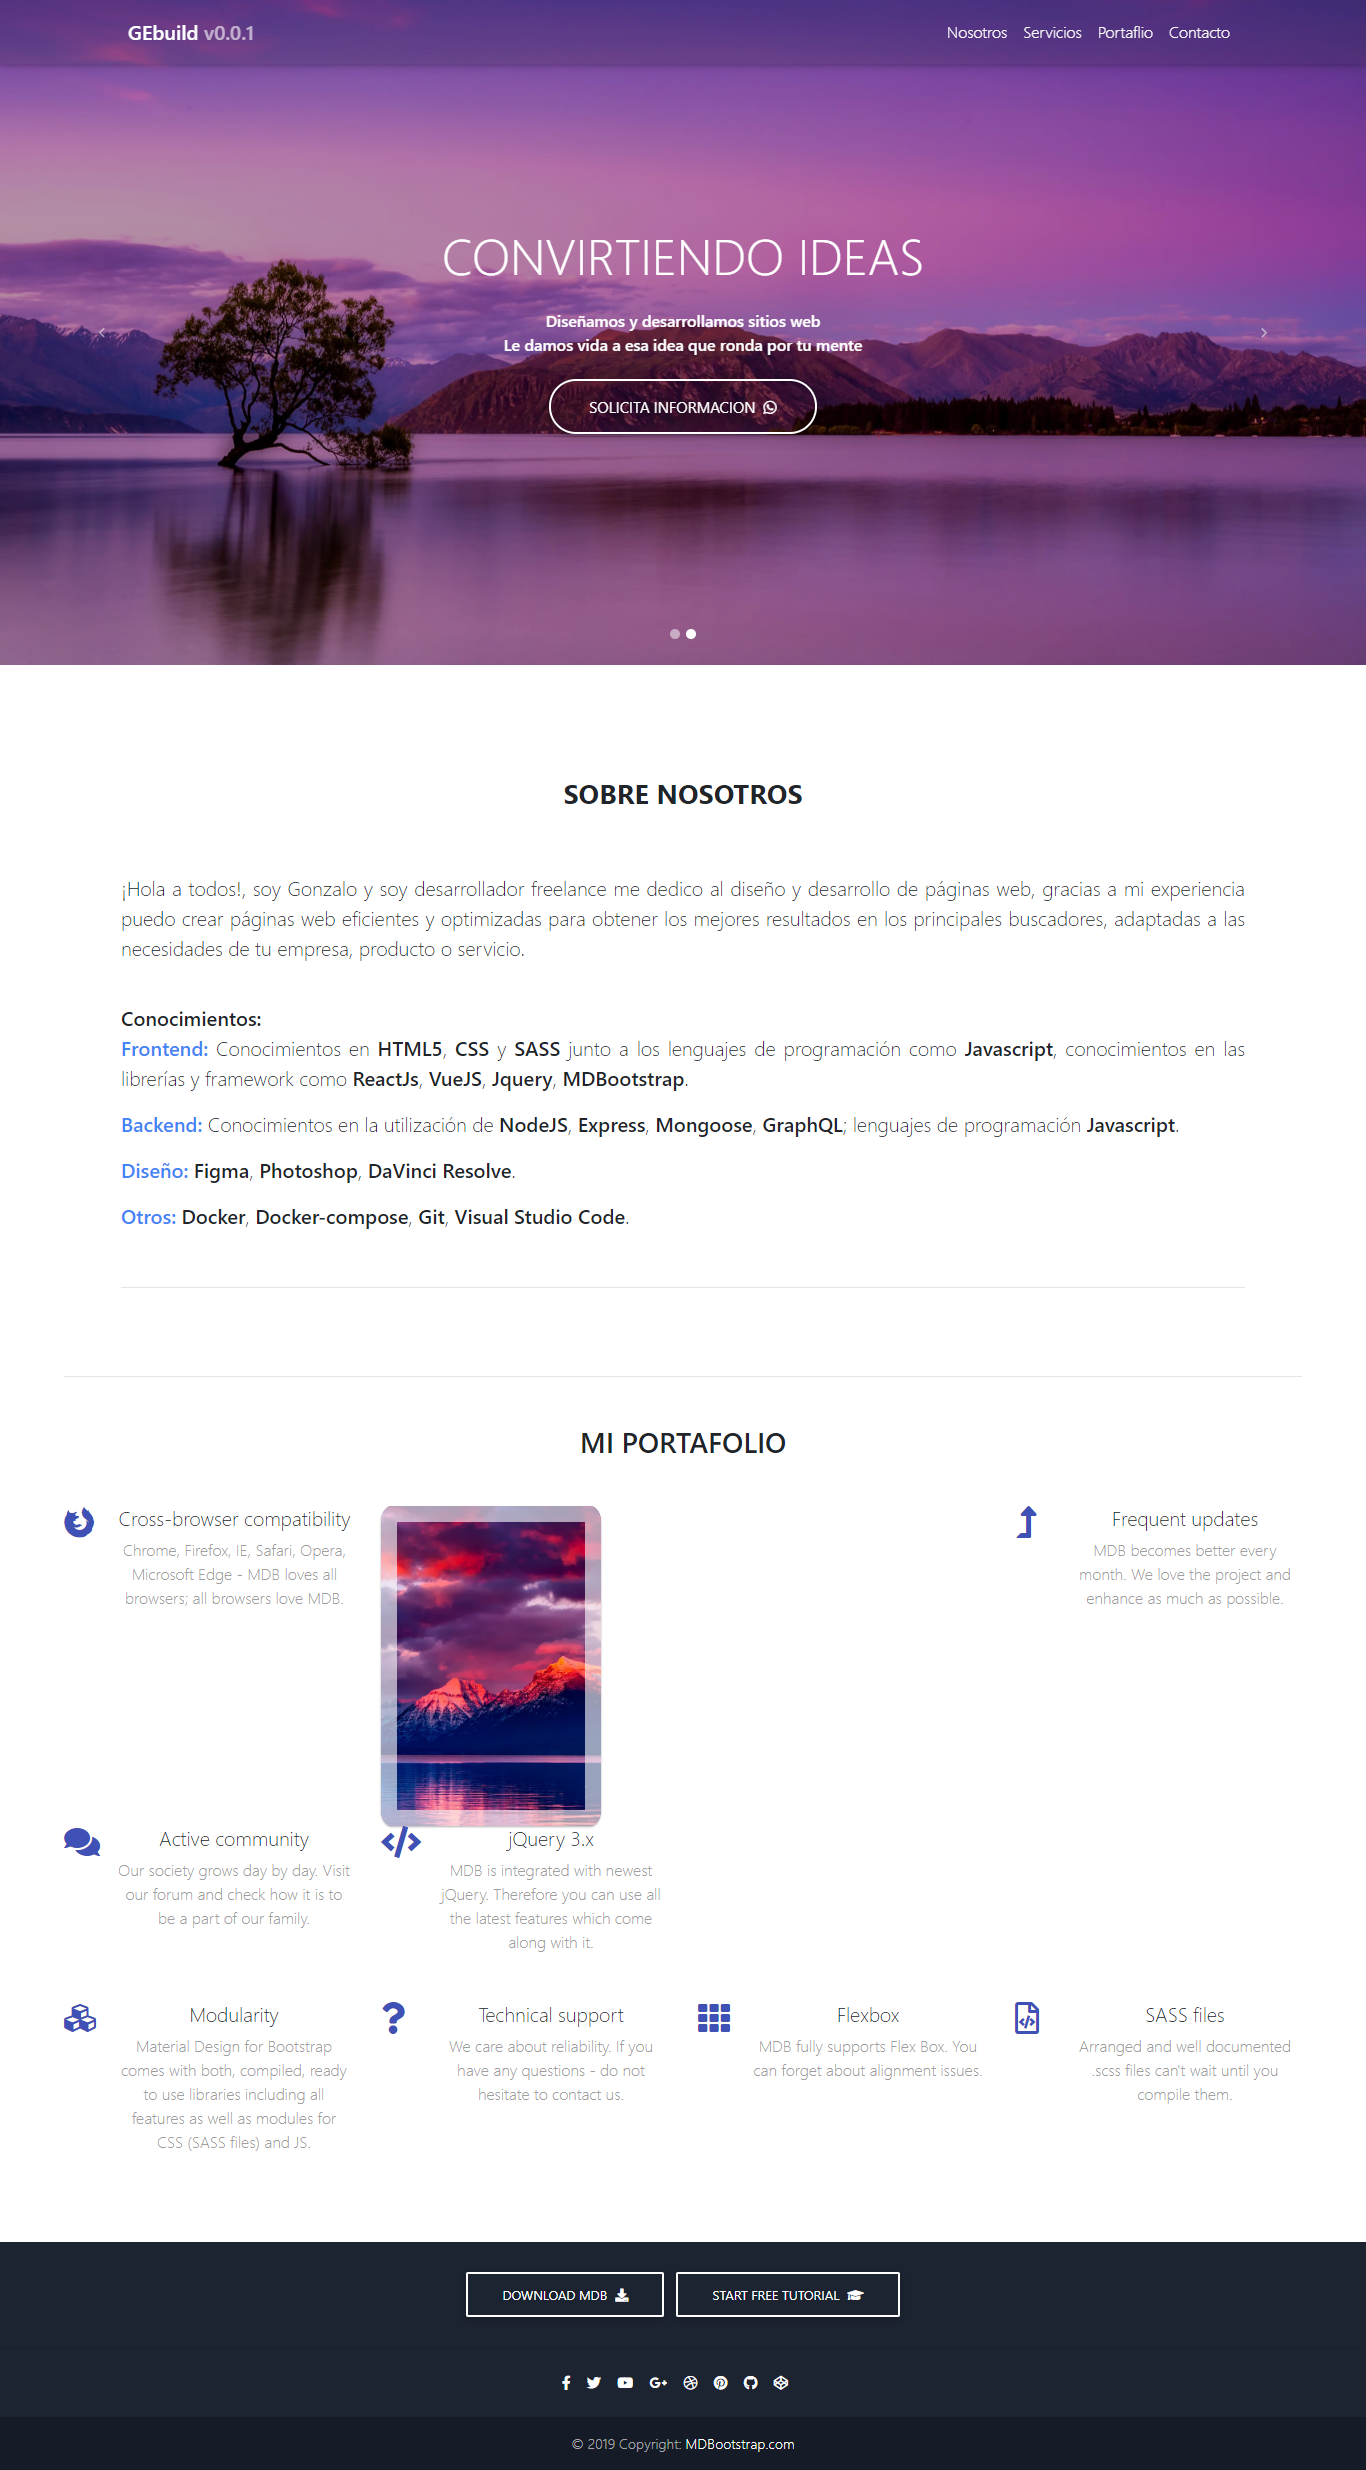 GEbuild v0.0.1
Nosotros Servicios Portaflio Contacto
CONVIRTIENDO IDEAS
Diseñamos y desarrollamos sitios web
Le damos vida a esa idea que ronda por tu mente
SOLICITA INFORMACION
SOBRE NOSOTROS
¡Hola a todos!, soy Gonzalo y soy desarrollador freelance me dedico al diseño y desarrollo de páginas web, gracias a mi experiencia
puedo crear páginas web eficientes y optimizadas para obtener los mejores resultados en los principales buscadores, adaptadas a las
necesidades de tu empresa, producto o servicio.
Conocimientos:
Frontend: Conocimientos en HTML5, CSS y SASS junto a los lenguajes de programación como Javascript, conocimientos en las
librerías y framework como ReactJs, VueJS, Jquery, MDBootstrap.
Backend: Conocimientos en la utilización de NodeJS, Express, Mongoose, GraphQL; lenguajes de programación Javascript.
Diseño: Figma, Photoshop, DaVinci Resolve.
Otros: Docker, Docker-compose, Git, Visual Studio Code.
MI PORTAFOLIO
Cross-browser compatibility
Chrome, Firefox, IE, Safari, Opera,
Microsoft Edge - MDB loves all
browsers; all browsers love MDB.
Frequent updates
MDB becomes better every
month. We love the project and
enhance as much as possible.
Active community
Our society grows day by day. Visit
our forum and check how it is to
be a part of our family.
jQuery 3.x
MDB is integrated with newest
jQuery. Therefore you can use all
the latest features which come
along with it.
Modularity
Material Design for Bootstrap
comes with both, compiled, ready
to use libraries including all
features as well as modules for
CSS (SASS files) and JS.
Technical support
We care about reliability. If you
have any questions - do not
hesitate to contact us.
Flexbox
MDB fully supports Flex Box. You
can forget about alignment issues.
SASS files
Arranged and well documented
.scss files can't wait until you
compile them.
DOWNLOAD MDB
START FREE TUTORIAL
© 2019 Copyright: MDBootstrap.com